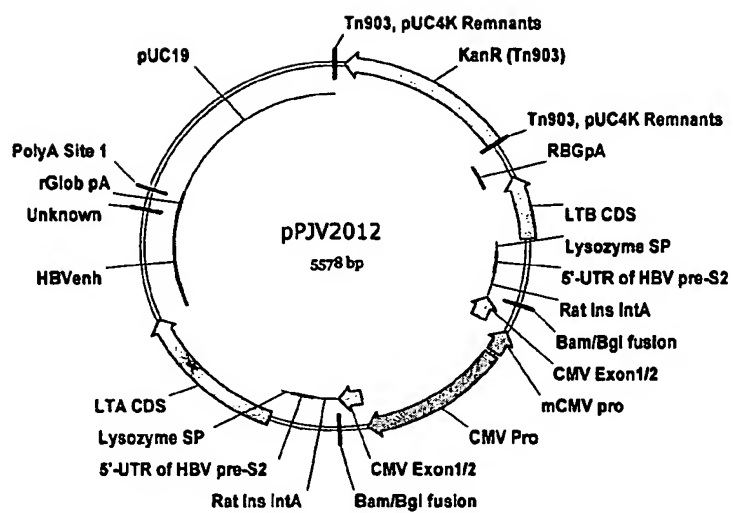 Tn903, pUC4K Remnants
pUC19
KanR (Tn903)
Tn903, pUC4K Remnants
RBGpA
PolyA Site 1
rGlob pA
Unknown
LTB CDS
pPJV2012
5578 bp
Lysozyme SP
5'-UTR of HBV pre-S2
HBVenh
Rat Ins IntA
Bam/Bgl fusion
CMV Exon1/2
mCMV pro
LTA CDS
CMV Pro
Lysozyme SP
5'-UTR of HBV pre-S2
CMV Exon1/2
Rat Ins IntA
Bam/Bgl fusion